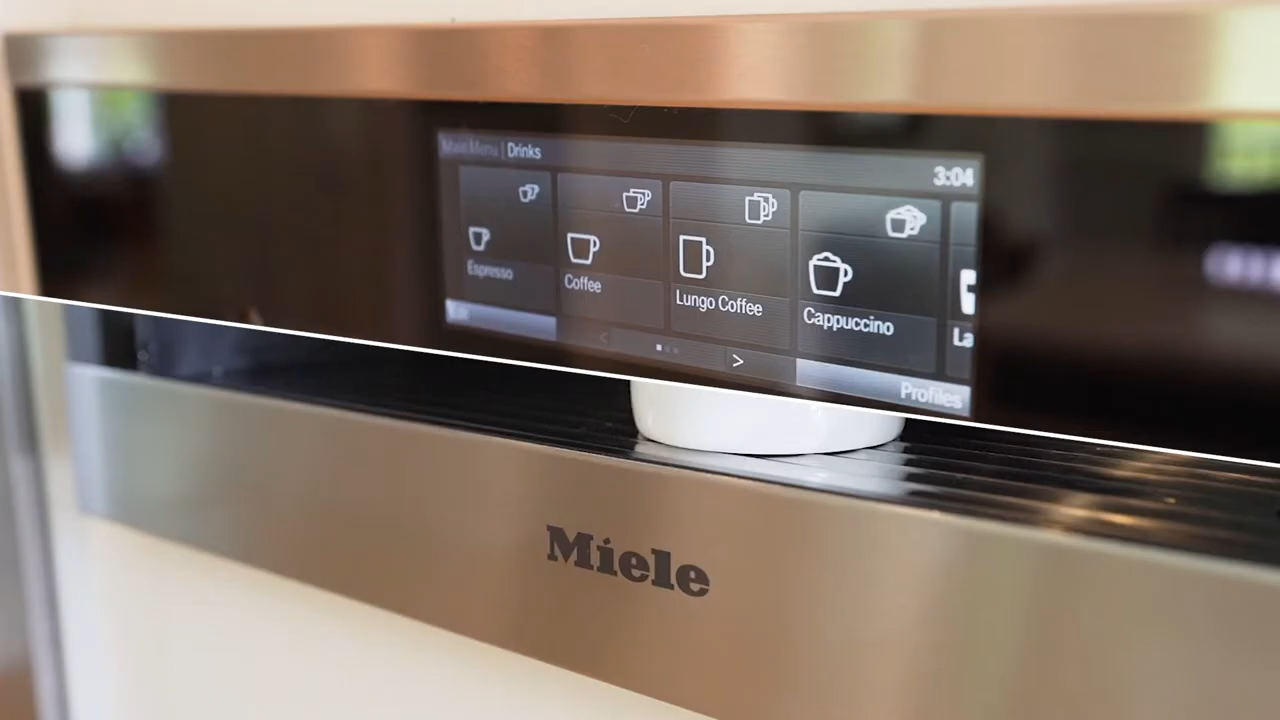 Main Menu | Drinks
3:04
Espresso
Coffee
Lungo Coffee
Cappuccino
La
>
Profiles
Miele